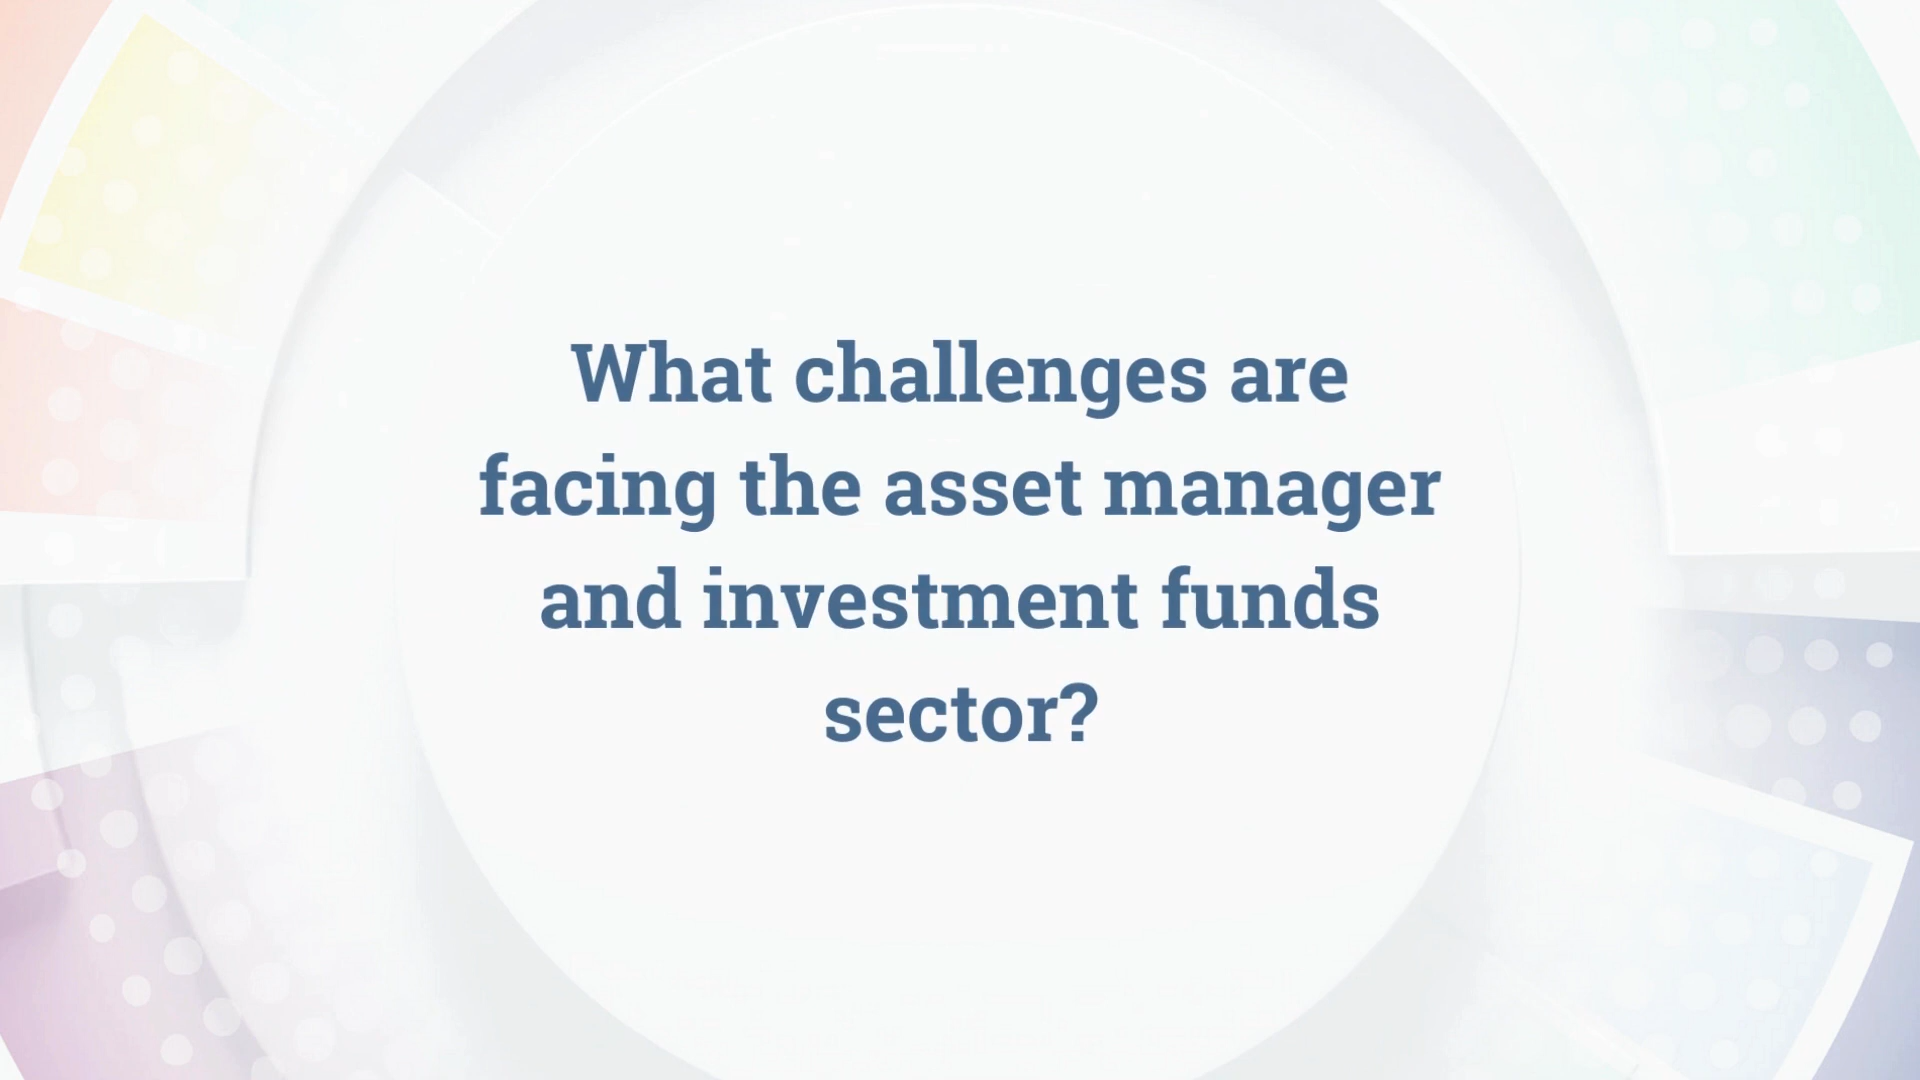 What challenges are
facing the asset manager
and investment funds
sector?